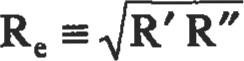 Rₑ ≡ √R′ R″